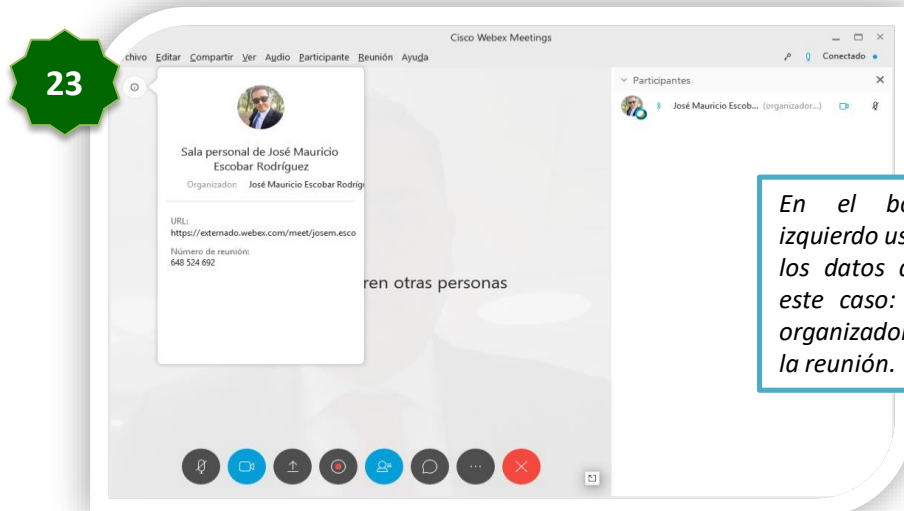 23
Cisco Webex Meetings
chivo Editar Compartir Ver Audio Participante Reunión Ayuda
Conectado
Sala personal de José Mauricio
Escobar Rodríguez
Organizador: José Mauricio Escobar Rodríg
URL:
https://externado.webex.com/meet/josem.esco
Número de reunión:
648 524 692
ren otras personas
Participantes
José Mauricio Escob... (organizador...)
En el bo
izquierdo us
los datos
este caso:
organizador
la reunión.